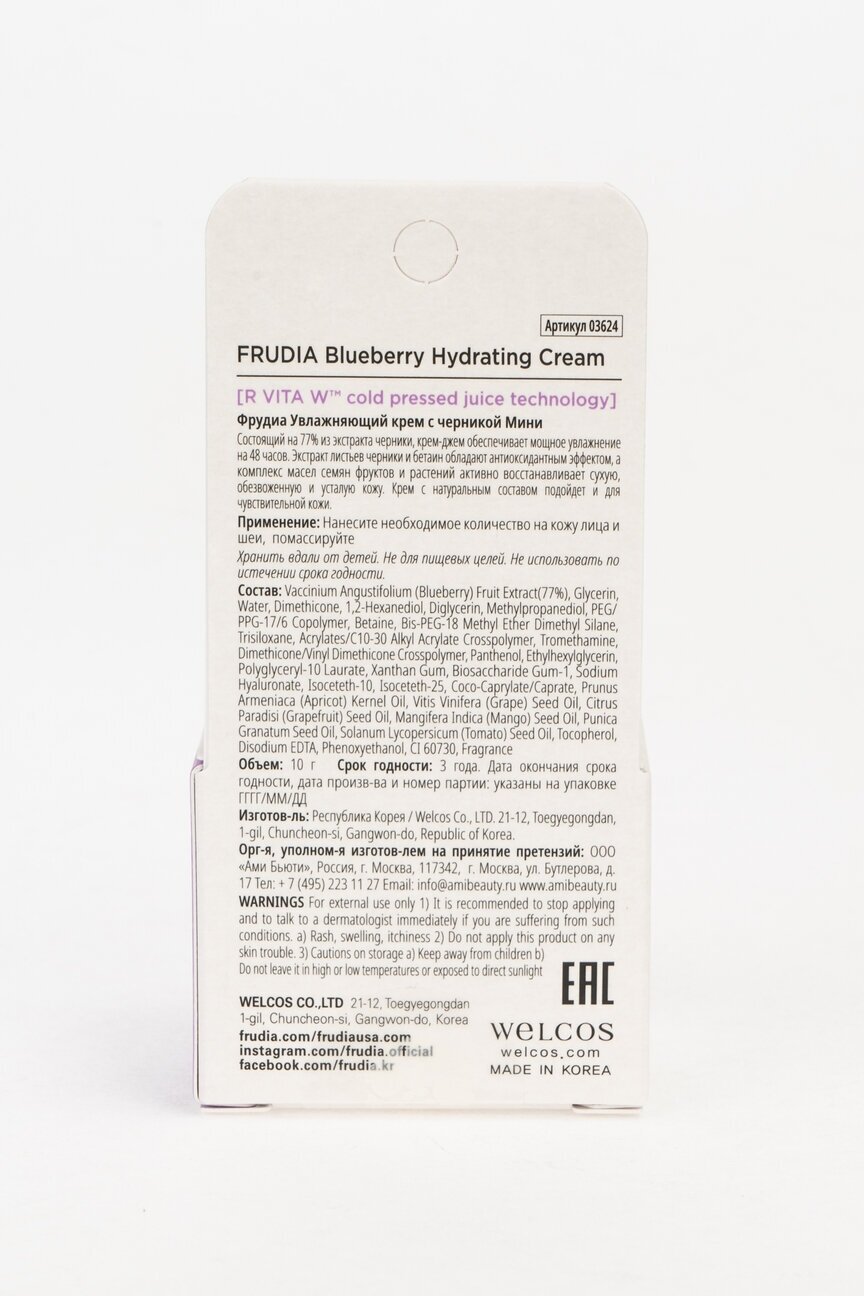 Артикул 03624
FRUDIA Blueberry Hydrating Cream
[R VITA W™ cold pressed juice technology]
Фрудиа Увлажняющий крем с черникой Мини
Состоящий на 77% из экстракта черники, крем-джем обеспечивает мощное увлажнение
на 48 часов. Экстракт листьев черники и бетаин обладают антиоксидантным эффектом, а
комплекс масел семян фруктов и растений активно восстанавливает сухую,
обезвоженную и усталую кожу. Крем с натуральным составом подойдет и для
чувствительной кожи.
Применение: Нанесите необходимое количество на кожу лица и
шеи, помассируйте
Хранить вдали от детей. Не для пищевых целей. Не использовать по
истечении срока годности.
Состав: Vaccinium Angustifolium (Blueberry) Fruit Extract(77%), Glycerin,
Water, Dimethicone, 1,2-Hexanediol, Diglycerin, Methylpropanediol, PEG/
PPG-17/6 Copolymer, Betaine, Bis-PEG-18 Methyl Ether Dimethyl Silane,
Trisiloxane, Acrylates/C10-30 Alkyl Acrylate Crosspolymer, Tromethamine,
Dimethicone/Vinyl Dimethicone Crosspolymer, Panthenol, Ethylhexylglycerin,
Polyglyceryl-10 Laurate, Xanthan Gum, Biosaccharide Gum-1, Sodium
Hyaluronate, Isoceteth-10, Isoceteth-25, Coco-Caprylate/Caprate, Prunus
Armeniaca (Apricot) Kernel Oil, Vitis Vinifera (Grape) Seed Oil, Citrus
Paradisi (Grapefruit) Seed Oil, Mangifera Indica (Mango) Seed Oil, Punica
Granatum Seed Oil, Solanum Lycopersicum (Tomato) Seed Oil, Tocopherol,
Disodium EDTA, Phenoxyethanol, CI 60730, Fragrance
Объем: 10 г Срок годности: 3 года. Дата окончания срока
годности, дата произв-ва и номер партии: указаны на упаковке
ГГГГ/ММ/ДД
Изготов-ль: Республика Корея / Welcos Co., LTD. 21-12, Toegyegongdan,
1-gil, Chuncheon-si, Gangwon-do, Republic of Korea.
Орг-я, уполном-я изготов-лем на принятие претензий: ООО
«Ами Бьюти», Россия, г. Москва, 117342, г. Москва, ул. Бутлерова, д.
17 Тел: + 7 (495) 223 11 27 Email: info@amibeauty.ru www.amibeauty.ru
WARNINGS For external use only 1) It is recommended to stop applying
and to talk to a dermatologist immediately if you are suffering from such
conditions. a) Rash, swelling, itchiness 2) Do not apply this product on any
skin trouble. 3) Cautions on storage a) Keep away from children b)
Do not leave it in high or low temperatures or exposed to direct sunlight
EAC
WELCOS CO.,LTD 21-12, Toegyegongdan
1-gil, Chuncheon-si, Gangwon-do, Korea
frudia.com/frudiausa.com
instagram.com/frudia.official
facebook.com/frudia.kr
WELCOS
welcos.com
MADE IN KOREA